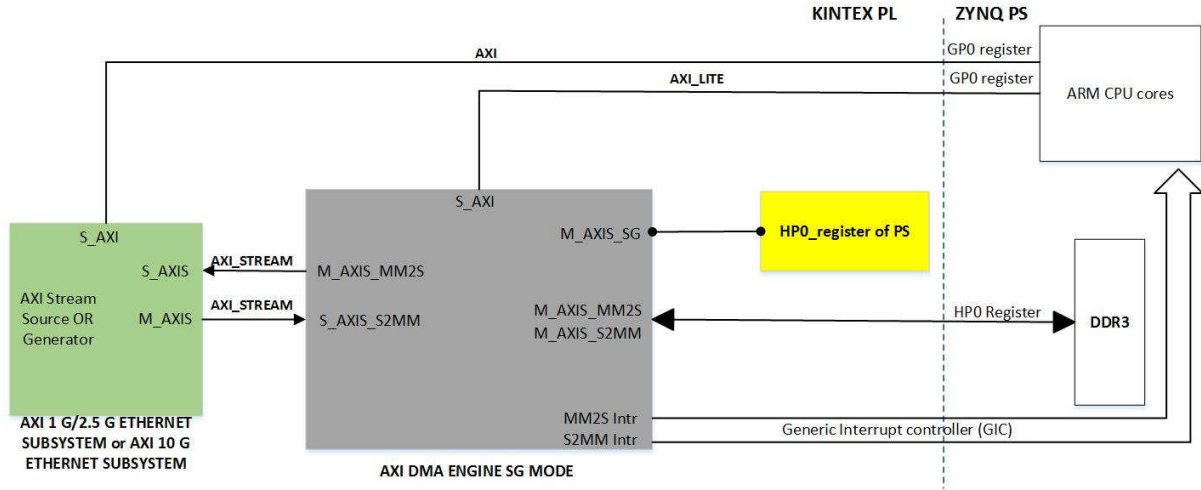 KINTEX PL
ZYNQ PS
AXI
GP0 register
AXI_LITE
GP0 register
ARM CPU cores
S_AXI
S_AXI
M_AXIS_SG
HP0_register of PS
S_AXIS
AXI_STREAM
M_AXIS_MM2S
AXI Stream
Source OR
Generator
M_AXIS
AXI_STREAM
S_AXIS_S2MM
M_AXIS_MM2S
M_AXIS_S2MM
HP0 Register
DDR3
MM2S Intr
S2MM Intr
Generic Interrupt controller (GIC)
AXI 1 G/2.5 G ETHERNET
SUBSYSTEM or AXI 10 G
ETHERNET SUBSYSTEM
AXI DMA ENGINE SG MODE